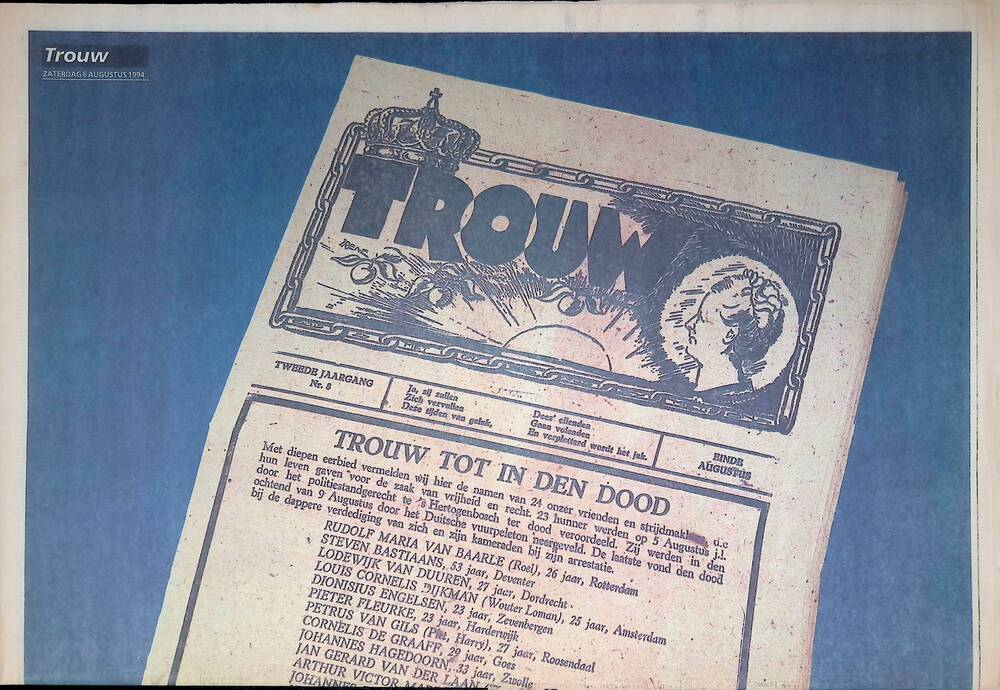 Trouw
ZATERDAG 6 AUGUSTUS 1994
TROUW
IRENE
TWEEDE JAARGANG
Nr. 8
Ja, zij zullen
Zich vervullen
Deze tijden van geluk.
Dees' ellenden
Gaan volenden
En verpletterd wordt het juk.
EINDE
AUGUSTUS
TROUW TOT IN DEN DOOD
Met diepen eerbied vermelden wij hier de namen van 24 onzer vrienden en strijdmakkers d.e
hun leven gaven voor de zaak van vrijheid en recht. 23 hunner werden op 5 Augustus j.l.
door het politiestandgerecht te 's Hertogenbosch ter dood veroordeeld. Zij werden in den
ochtend van 9 Augustus door het Duitsche vuurpeleton neergeveld. De laatste vond den dood
bij de dappere verdediging van zich en zijn kameraden bij zijn arrestatie.
RUDOLF MARIA VAN BAARLE (Roel), 26 jaar, Rotterdam
STEVEN BASTIAANS, 53 jaar, Deventer
LODEWIJK VAN DUUREN, 27 jaar, Dordrecht
LOUIS CORNELIS DIJKMAN (Wouter Loman), 25 jaar, Amsterdam
DIONISIUS ENGELSEN, 23 jaar, Zevenbergen
PIETER FLEURKE, 23 jaar, Harderwijk
PETRUS VAN GILS (Piet, Harry), 27 jaar, Roosendaal
CORNELIS DE GRAAFF, 29 jaar, Goes
JOHANNES HAGEDOORN, 33 jaar, Zwolle
JAN GERARD VAN DER LAAN
ARTHUR VICTOR
JOHANNES